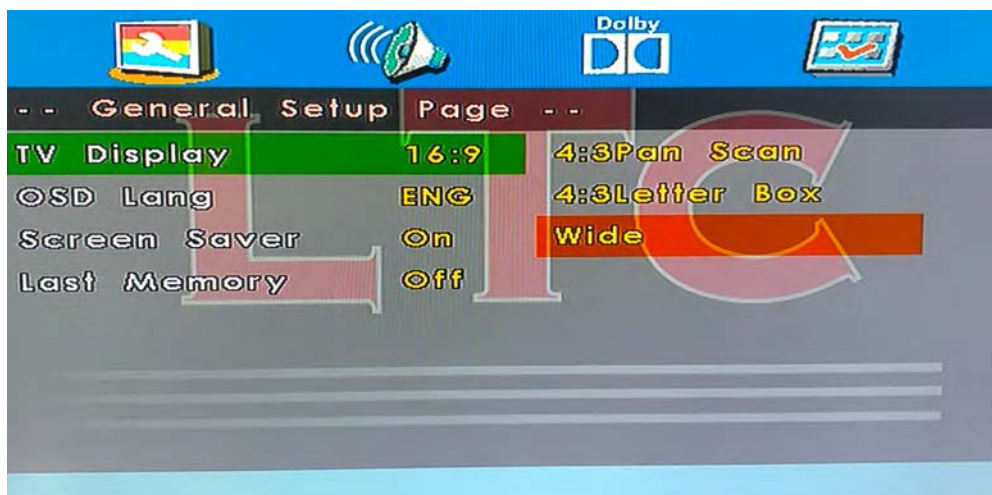 Dolby
-- General Setup Page --
TV Display 16:9 4:3Pan Scan
OSD Lang ENG 4:3Letter Box
Screen Saver On Wide
Last Memory Off
LTC